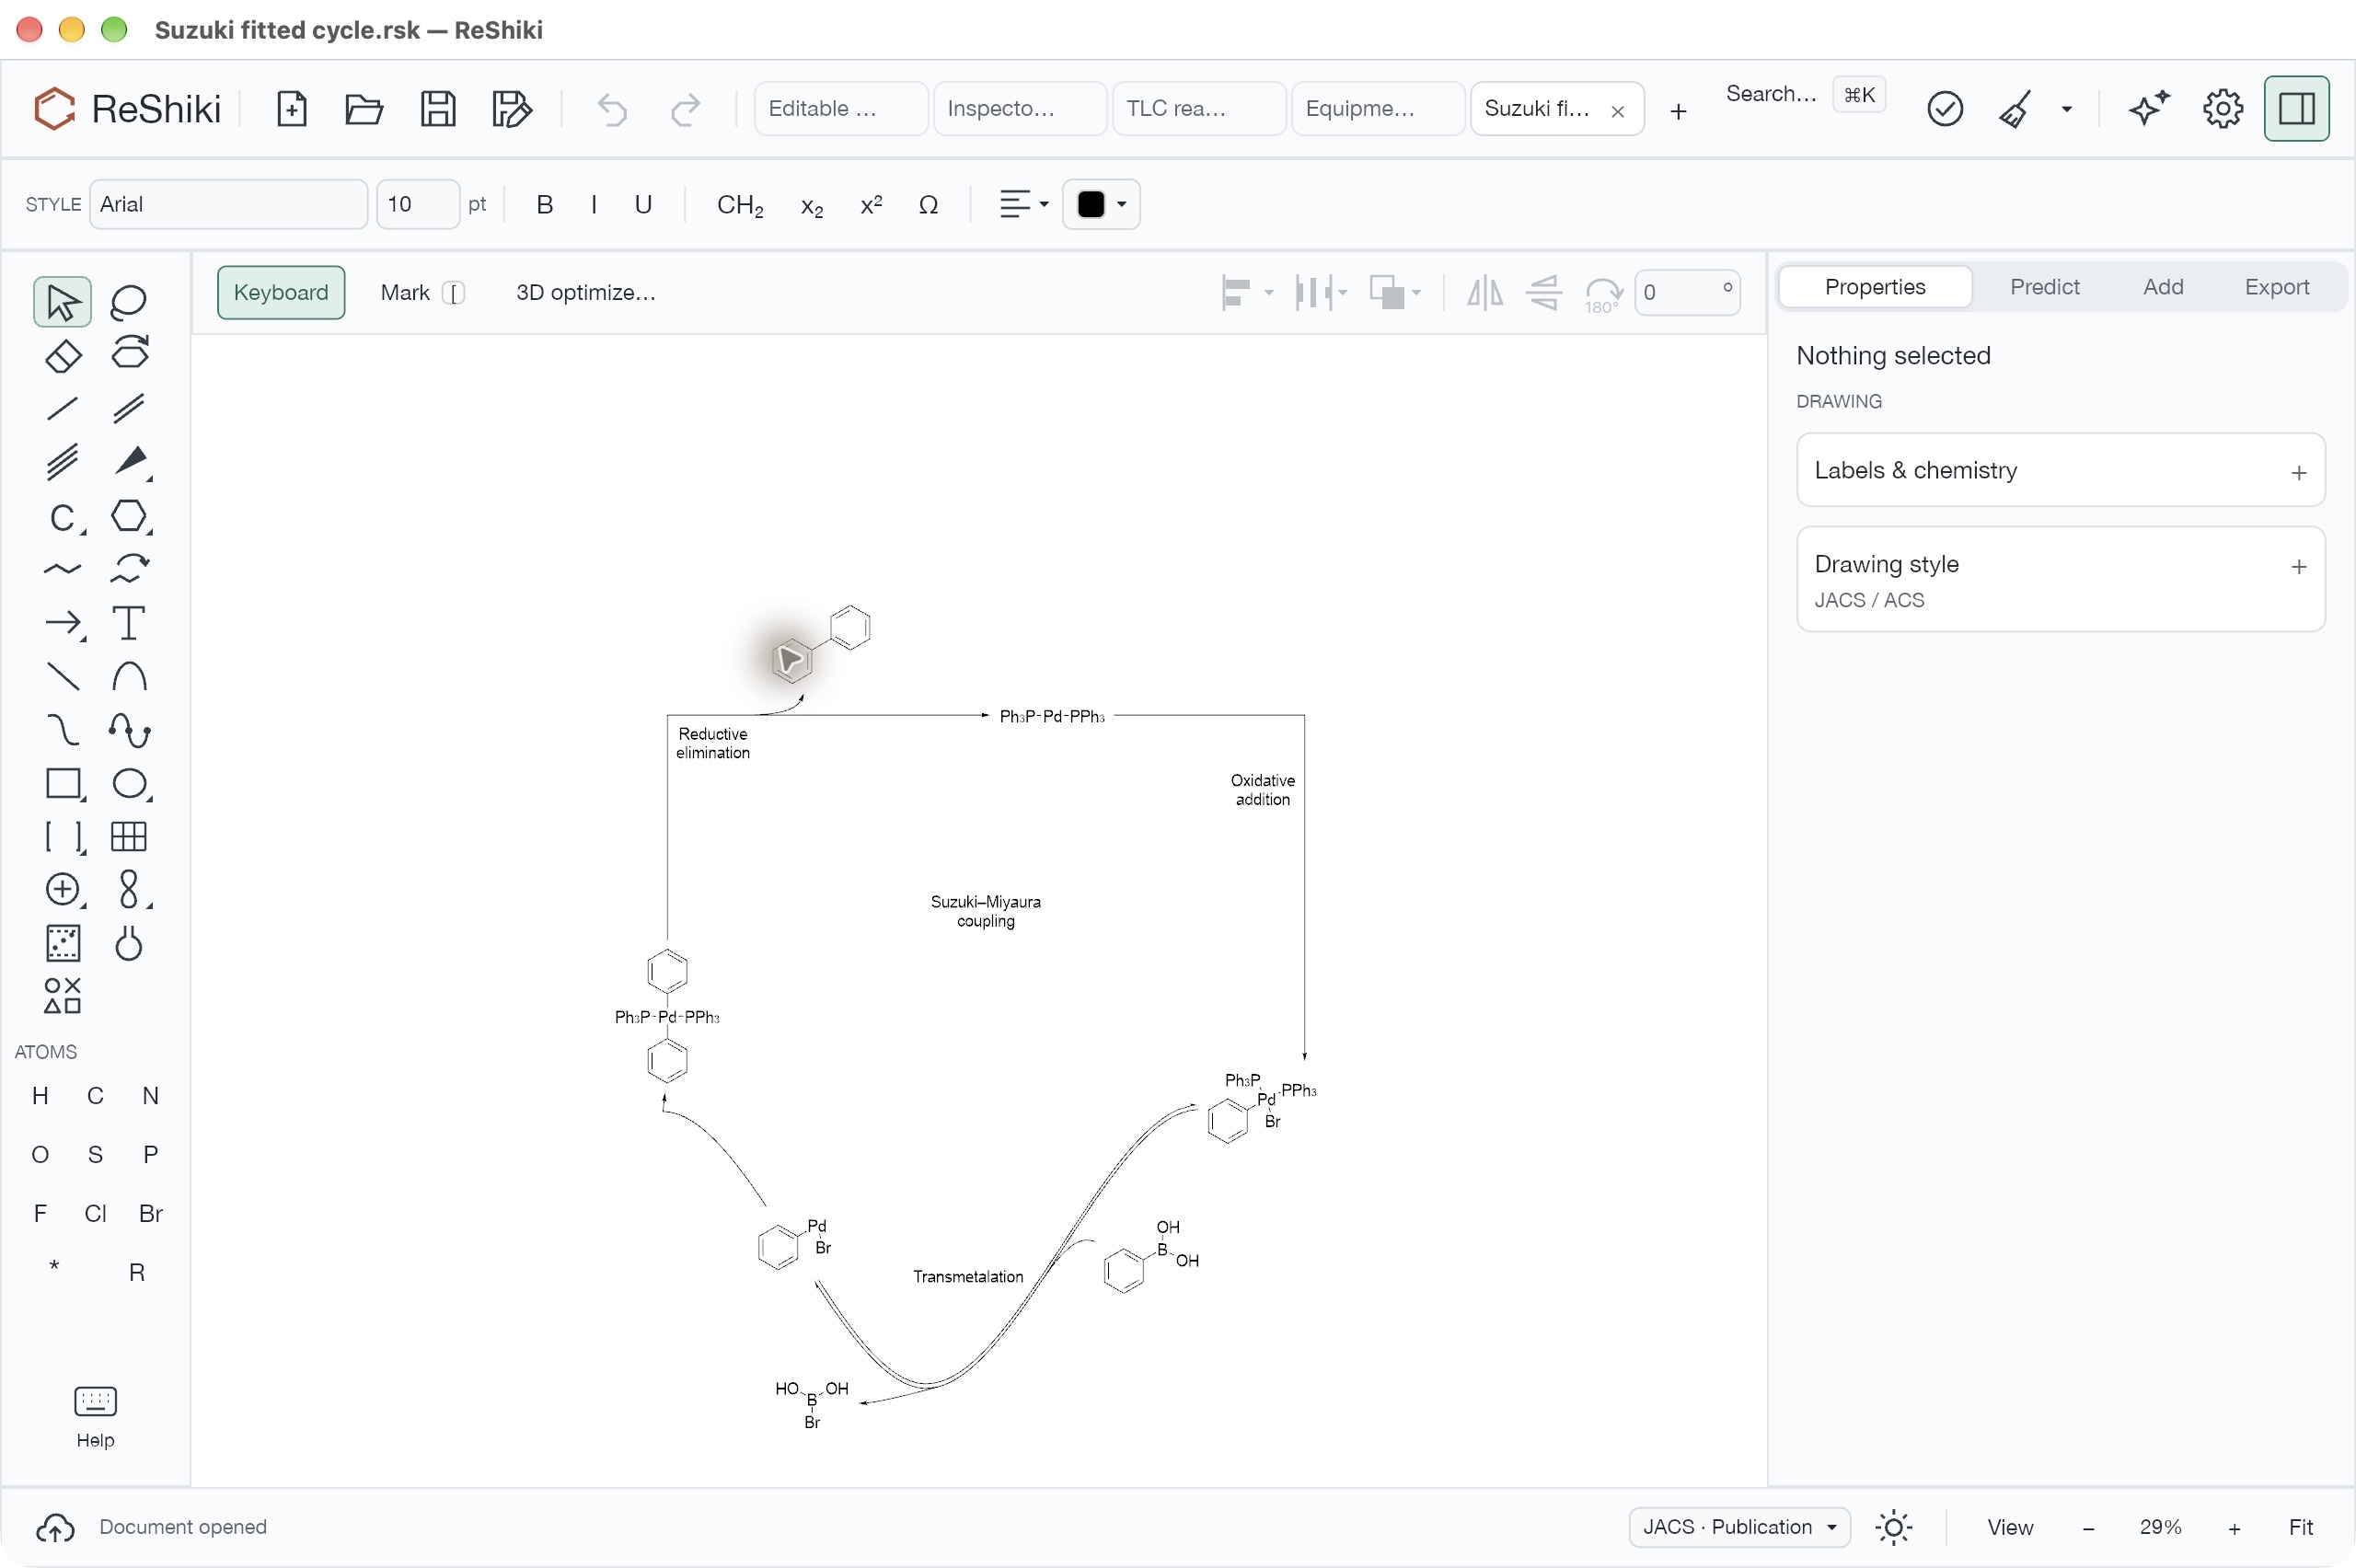 Suzuki fitted cycle.rsk — ReShiki
ReShiki
Editable ...
Inspecto...
TLC rea...
Equipme...
Suzuki fi... ×
+
Search...
⌘K
STYLE
Arial
10
pt
B
I
U
CH₂
x₂
x²
Ω
Keyboard
Mark [
3D optimize...
180°
0 °
Properties
Predict
Add
Export
Nothing selected
DRAWING
Labels & chemistry +
Drawing style +
JACS / ACS
C
T
[ ]
ATOMS
H C N
O S P
F Cl Br
* R
Help
Reductive
elimination
Ph₃P-Pd-PPh₃
Oxidative
addition
Suzuki–Miyaura
coupling
Ph₃P-Pd-PPh₃
Ph₃P
PPh₃
Pd
Br
Pd
Br
OH
B
OH
Transmetalation
HO OH
B
Br
Document opened
JACS · Publication
View
−
29%
+
Fit